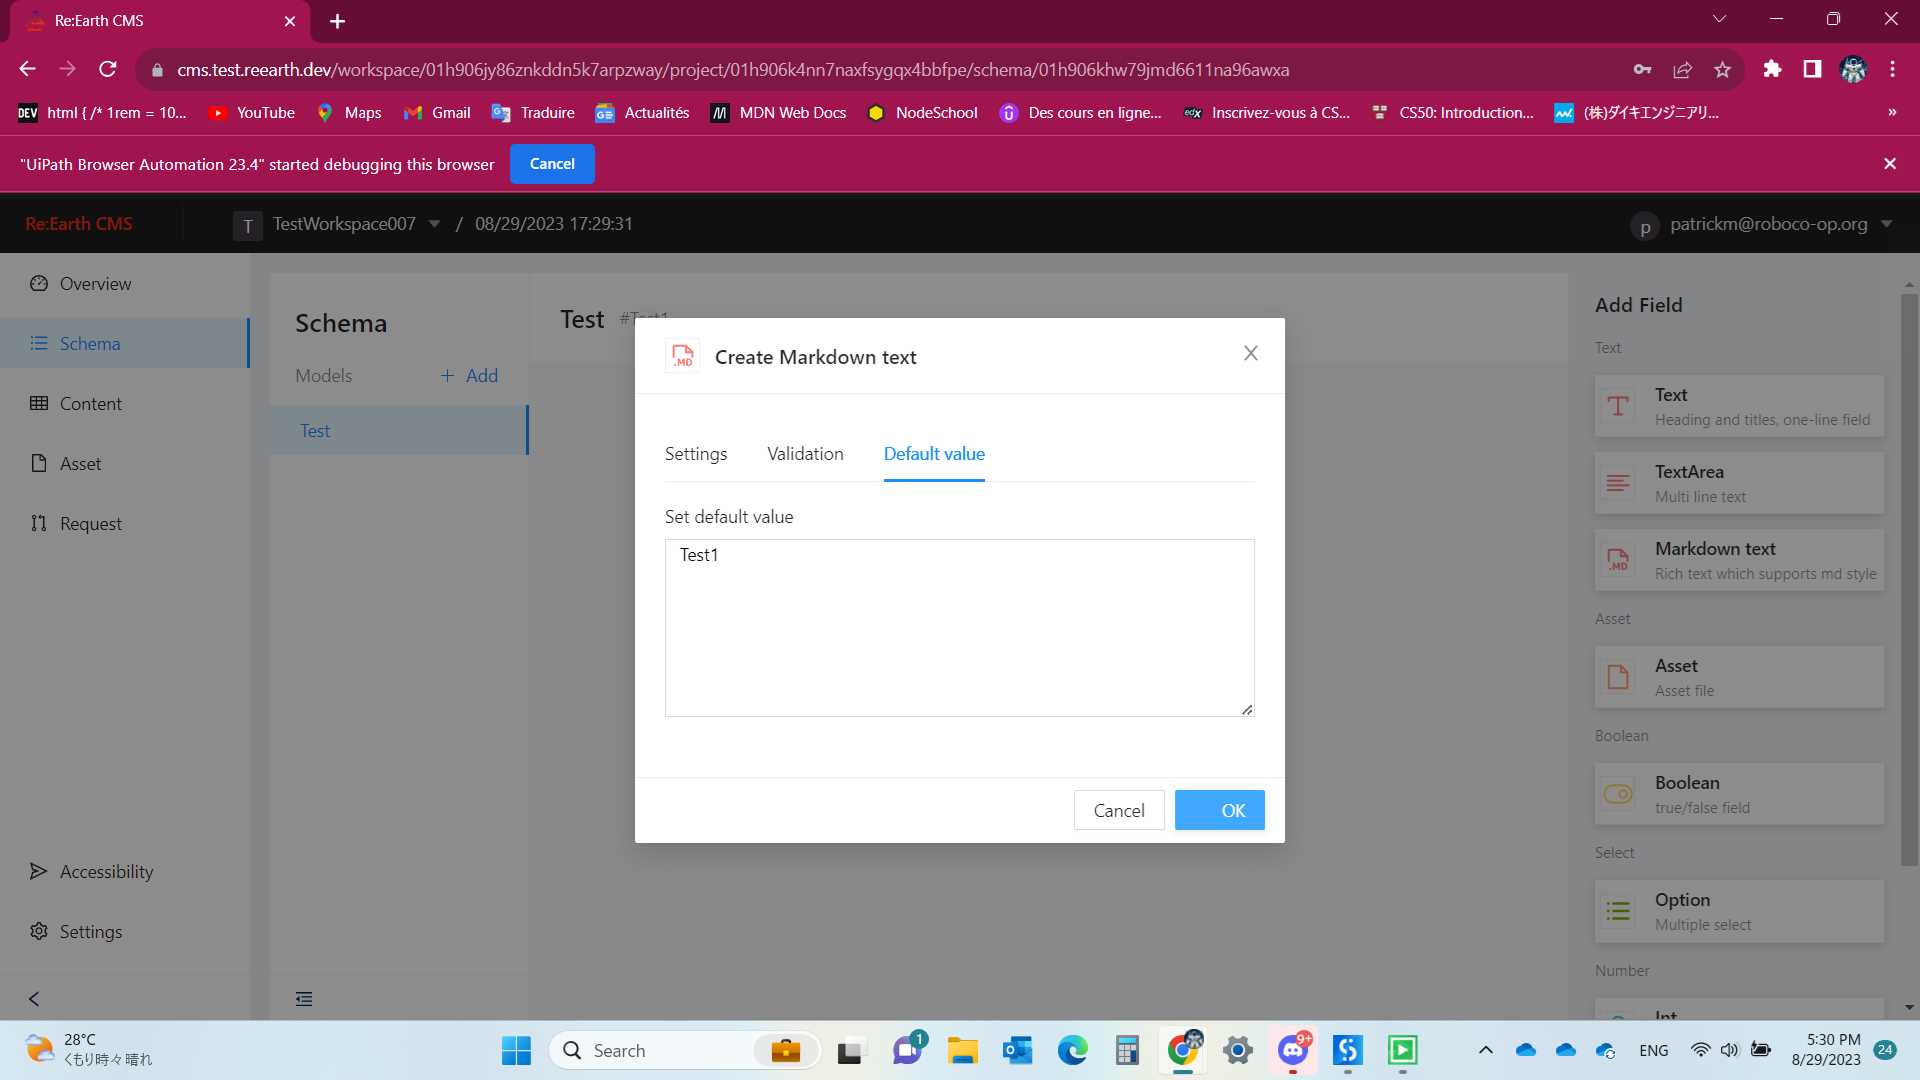 Re:Earth CMS
cms.test.reearth.dev/workspace/01h906jy86znkddn5k7arpzway/project/01h906k4nn7naxfsygqx4bbfpe/schema/01h906khw79jmd6611na96awxa
DEV html { /* 1rem = 10... YouTube Maps Gmail Traduire Actualités MDN Web Docs NodeSchool Des cours en ligne... edX Inscrivez-vous à CS... CS50: Introduction... (株)ダイキエンジニアリ... »
"UiPath Browser Automation 23.4" started debugging this browser Cancel
Re:Earth CMS T TestWorkspace007 / 08/29/2023 17:29:31 p patrickm@roboco-op.org
Overview
Schema
Content
Asset
Request
Accessibility
Settings
Schema
Models + Add
Test
Test #Test1
.MD Create Markdown text
Settings Validation Default value
Set default value
Test1
Cancel OK
Add Field
Text
Text
Heading and titles, one-line field
TextArea
Multi line text
.MD Markdown text
Rich text which supports md style
Asset
Asset
Asset file
Boolean
Boolean
true/false field
Select
Option
Multiple select
Number
Int
28°C
くもり時々晴れ
Search
1
9+
ENG
5:30 PM
8/29/2023
24